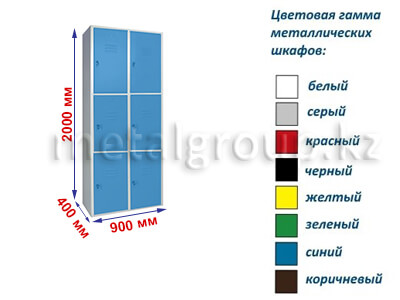 Цветовая гамма
металлических
шкафов:
белый
серый
красный
черный
желтый
зеленый
синий
коричневый
2000 мм
400 мм
900 мм
metalgroup.kz